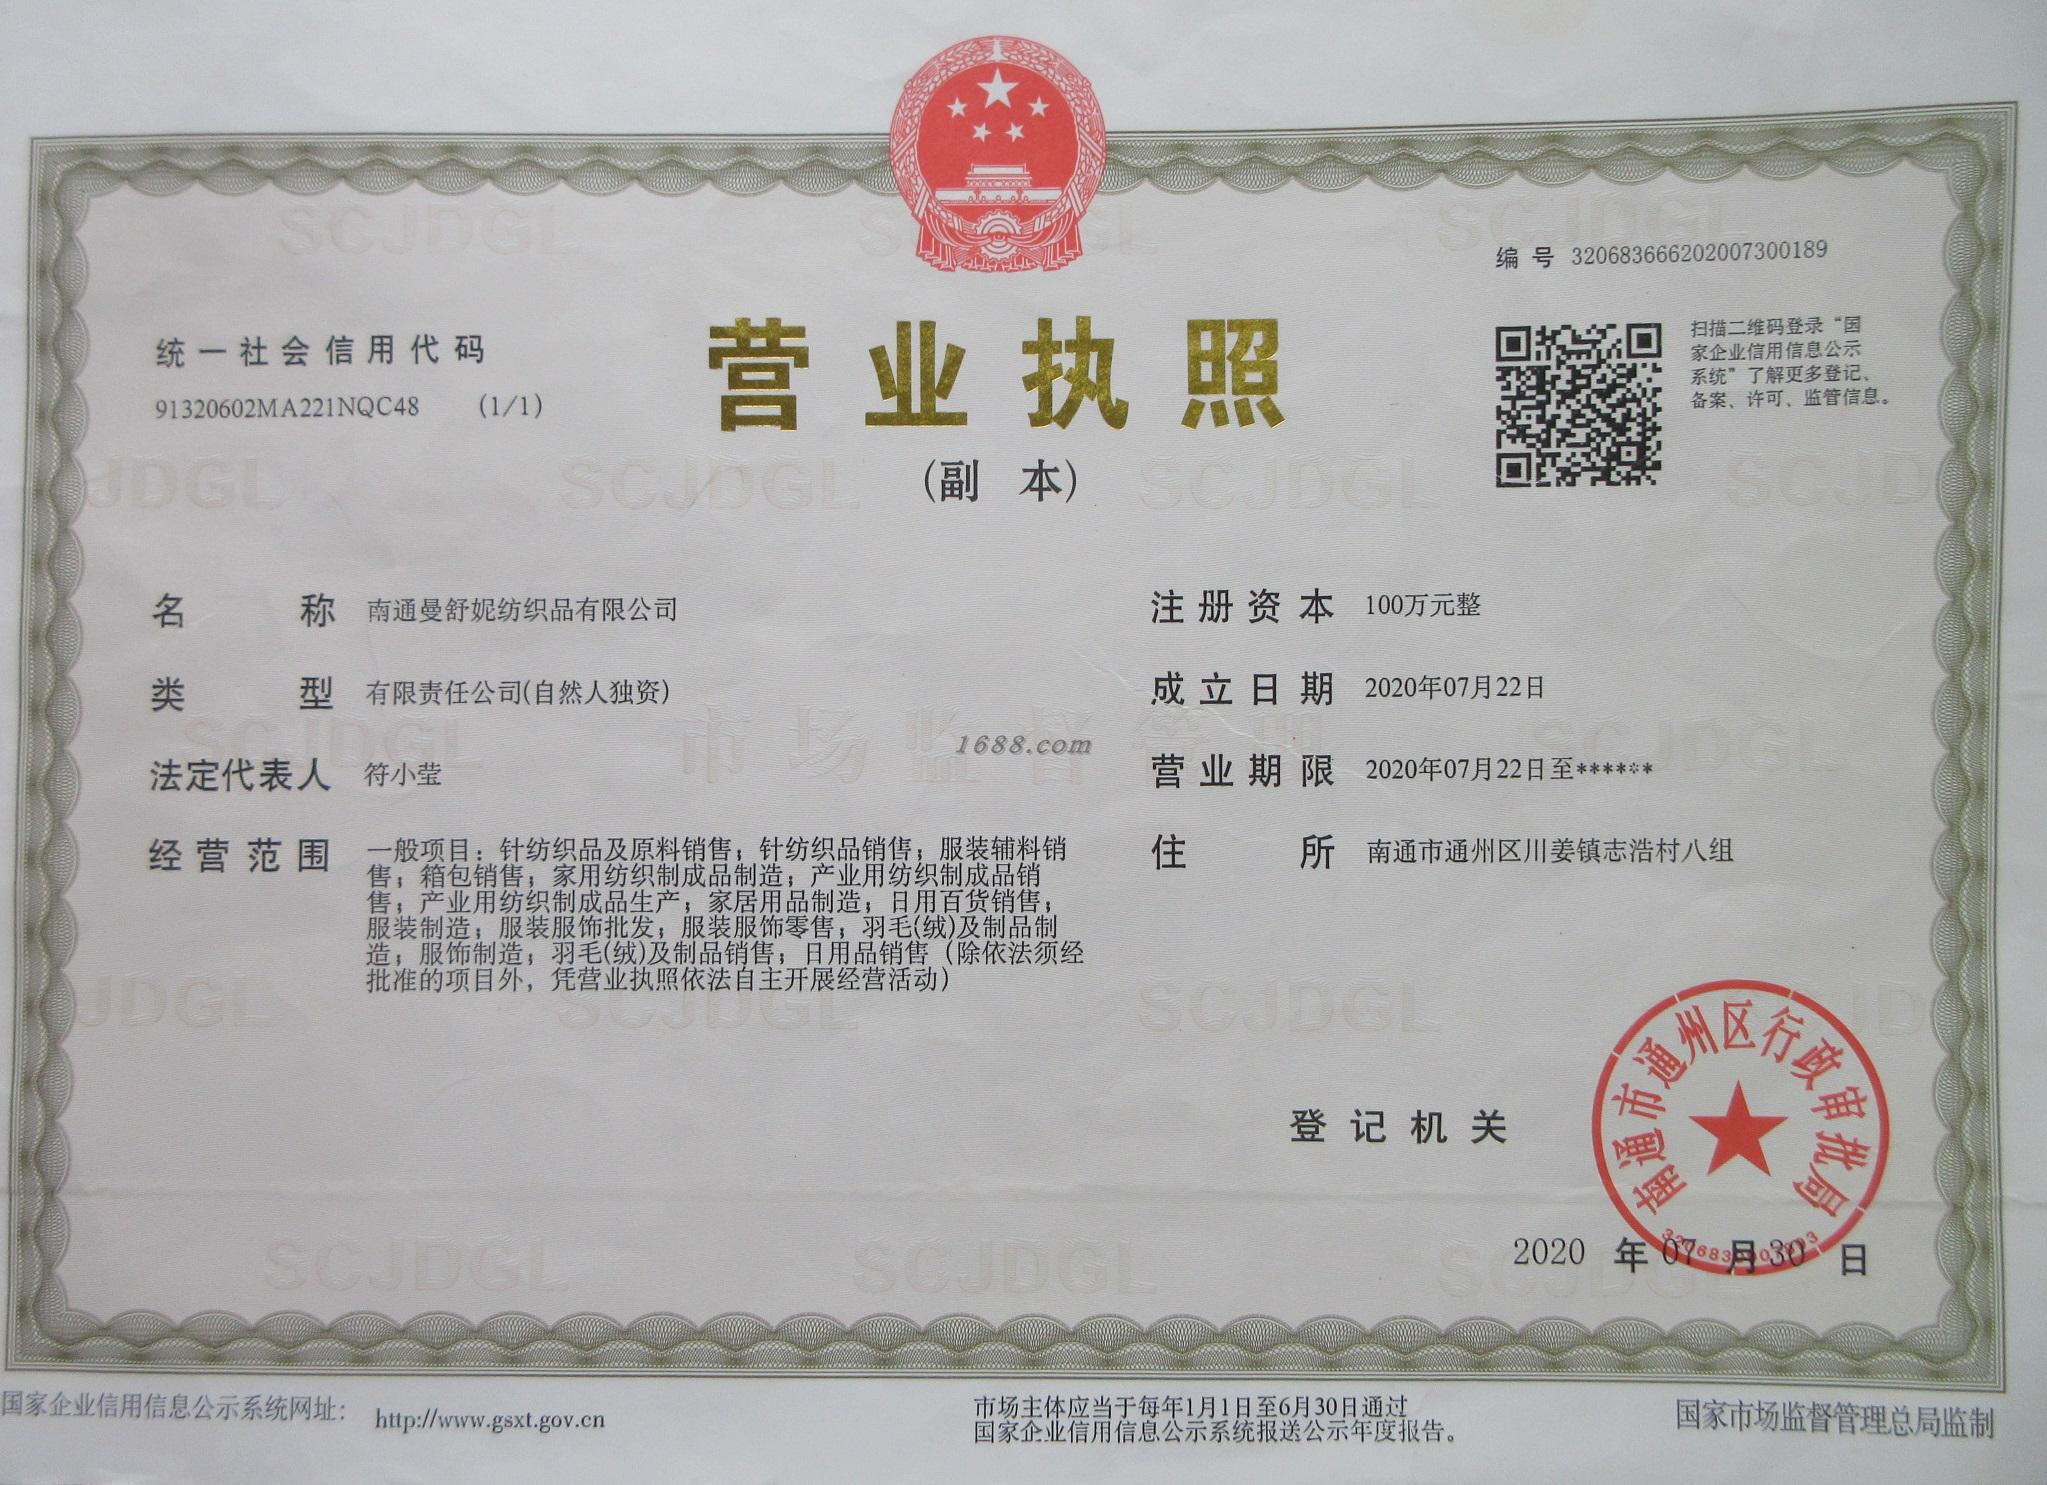 编号 320683666202007300189
统一社会信用代码
91320602MA221NQC48 (1/1)
营业执照
(副 本)
扫描二维码登录“国
家企业信用信息公示
系统”了解更多登记、
备案、许可、监管信息。
名称 南通曼舒妮纺织品有限公司
类型 有限责任公司(自然人独资)
法定代表人 符小莹
经营范围 一般项目：针纺织品及原料销售；针纺织品销售；服装辅料销
售；箱包销售；家用纺织制成品制造；产业用纺织制成品销
售；产业用纺织制成品生产；家居用品制造；日用百货销售；
服装制造；服装服饰批发；服装服饰零售；羽毛(绒)及制品制
造；服饰制造；羽毛(绒)及制品销售；日用品销售（除依法须经
批准的项目外，凭营业执照依法自主开展经营活动）
注册资本 100万元整
成立日期 2020年07月22日
营业期限 2020年07月22日至******
住所 南通市通州区川姜镇志浩村八组
1688.com
市场监督管理
SCJDGL
登记机关
南通市通州区行政审批局
2020 年 07 月 30 日
国家企业信用信息公示系统网址： http://www.gsxt.gov.cn
市场主体应当于每年1月1日至6月30日通过
国家企业信用信息公示系统报送公示年度报告。
国家市场监督管理总局监制